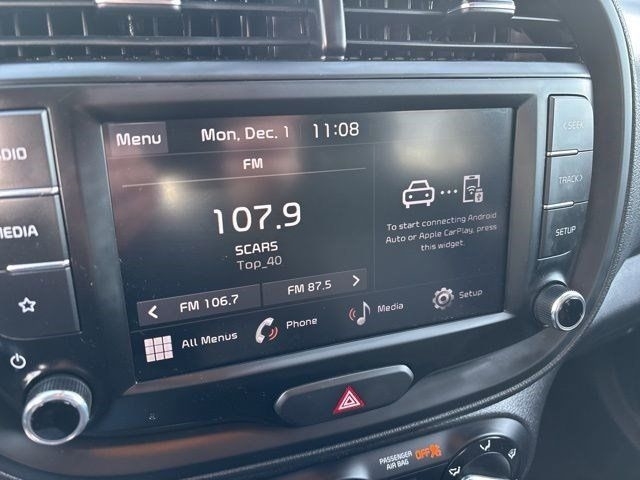 Menu Mon, Dec. 1 11:08
FM
107.9
SCARS
Top_40
To start connecting Android
Auto or Apple CarPlay, press
this widget.
< FM 106.7 FM 87.5 >
All Menus Phone Media Setup
ADIO
MEDIA
< SEEK
TRACK >
SETUP
PASSENGER
AIR BAG OFF